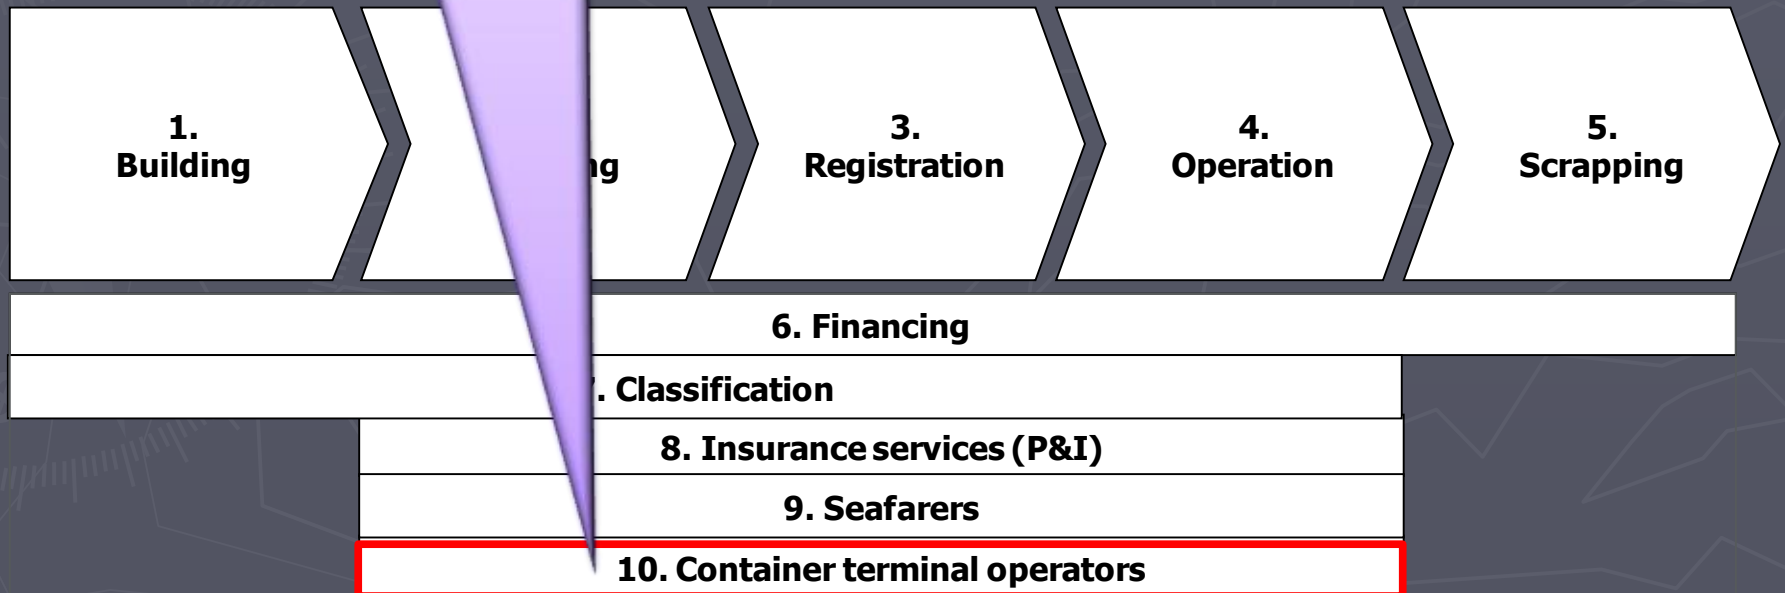 1.
Building
ng
3.
Registration
4.
Operation
5.
Scrapping
6. Financing
. Classification
8. Insurance services (P&I)
9. Seafarers
10. Container terminal operators